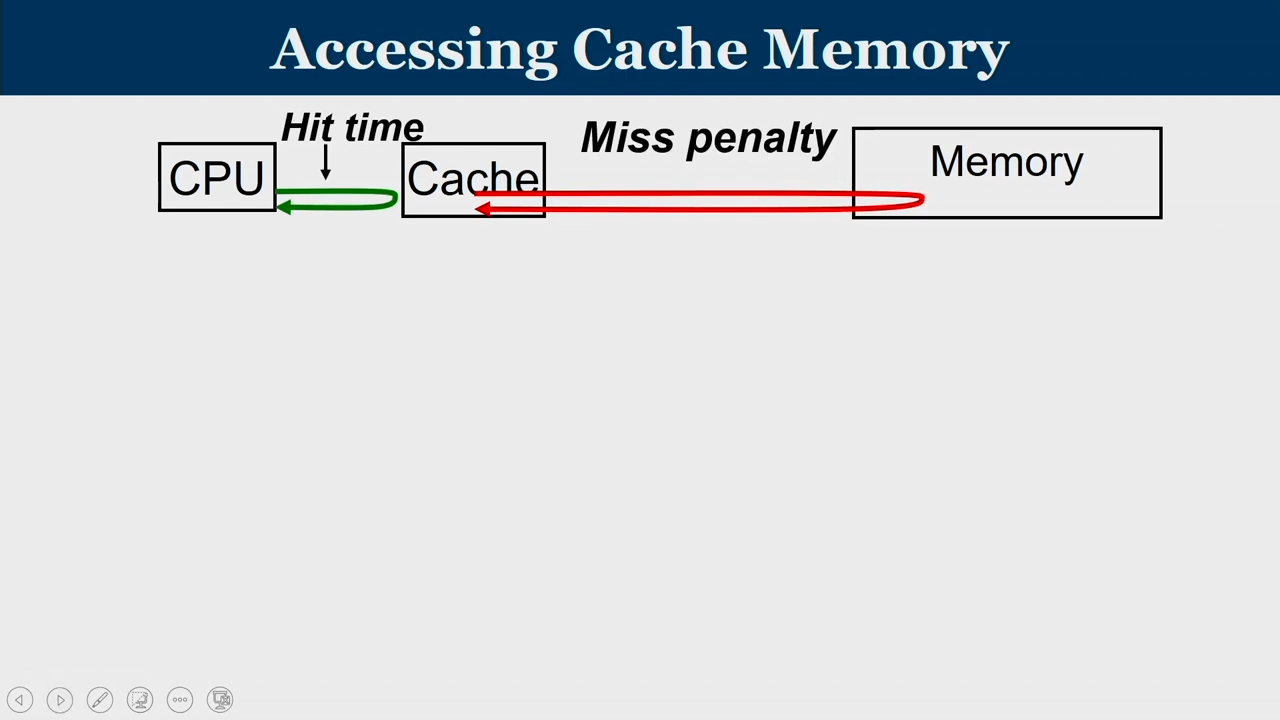 Accessing Cache Memory
Hit time
Miss penalty
CPU
Cache
Memory